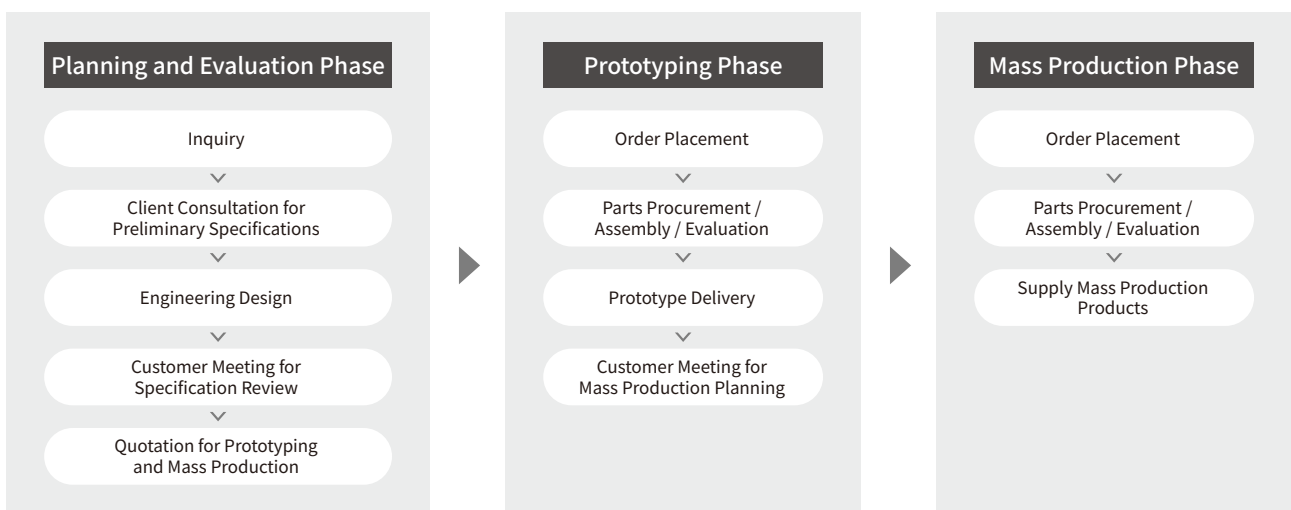 Planning and Evaluation Phase
Inquiry
Client Consultation for
Preliminary Specifications
Engineering Design
Customer Meeting for
Specification Review
Quotation for Prototyping
and Mass Production
Prototyping Phase
Order Placement
Parts Procurement /
Assembly / Evaluation
Prototype Delivery
Customer Meeting for
Mass Production Planning
Mass Production Phase
Order Placement
Parts Procurement /
Assembly / Evaluation
Supply Mass Production
Products